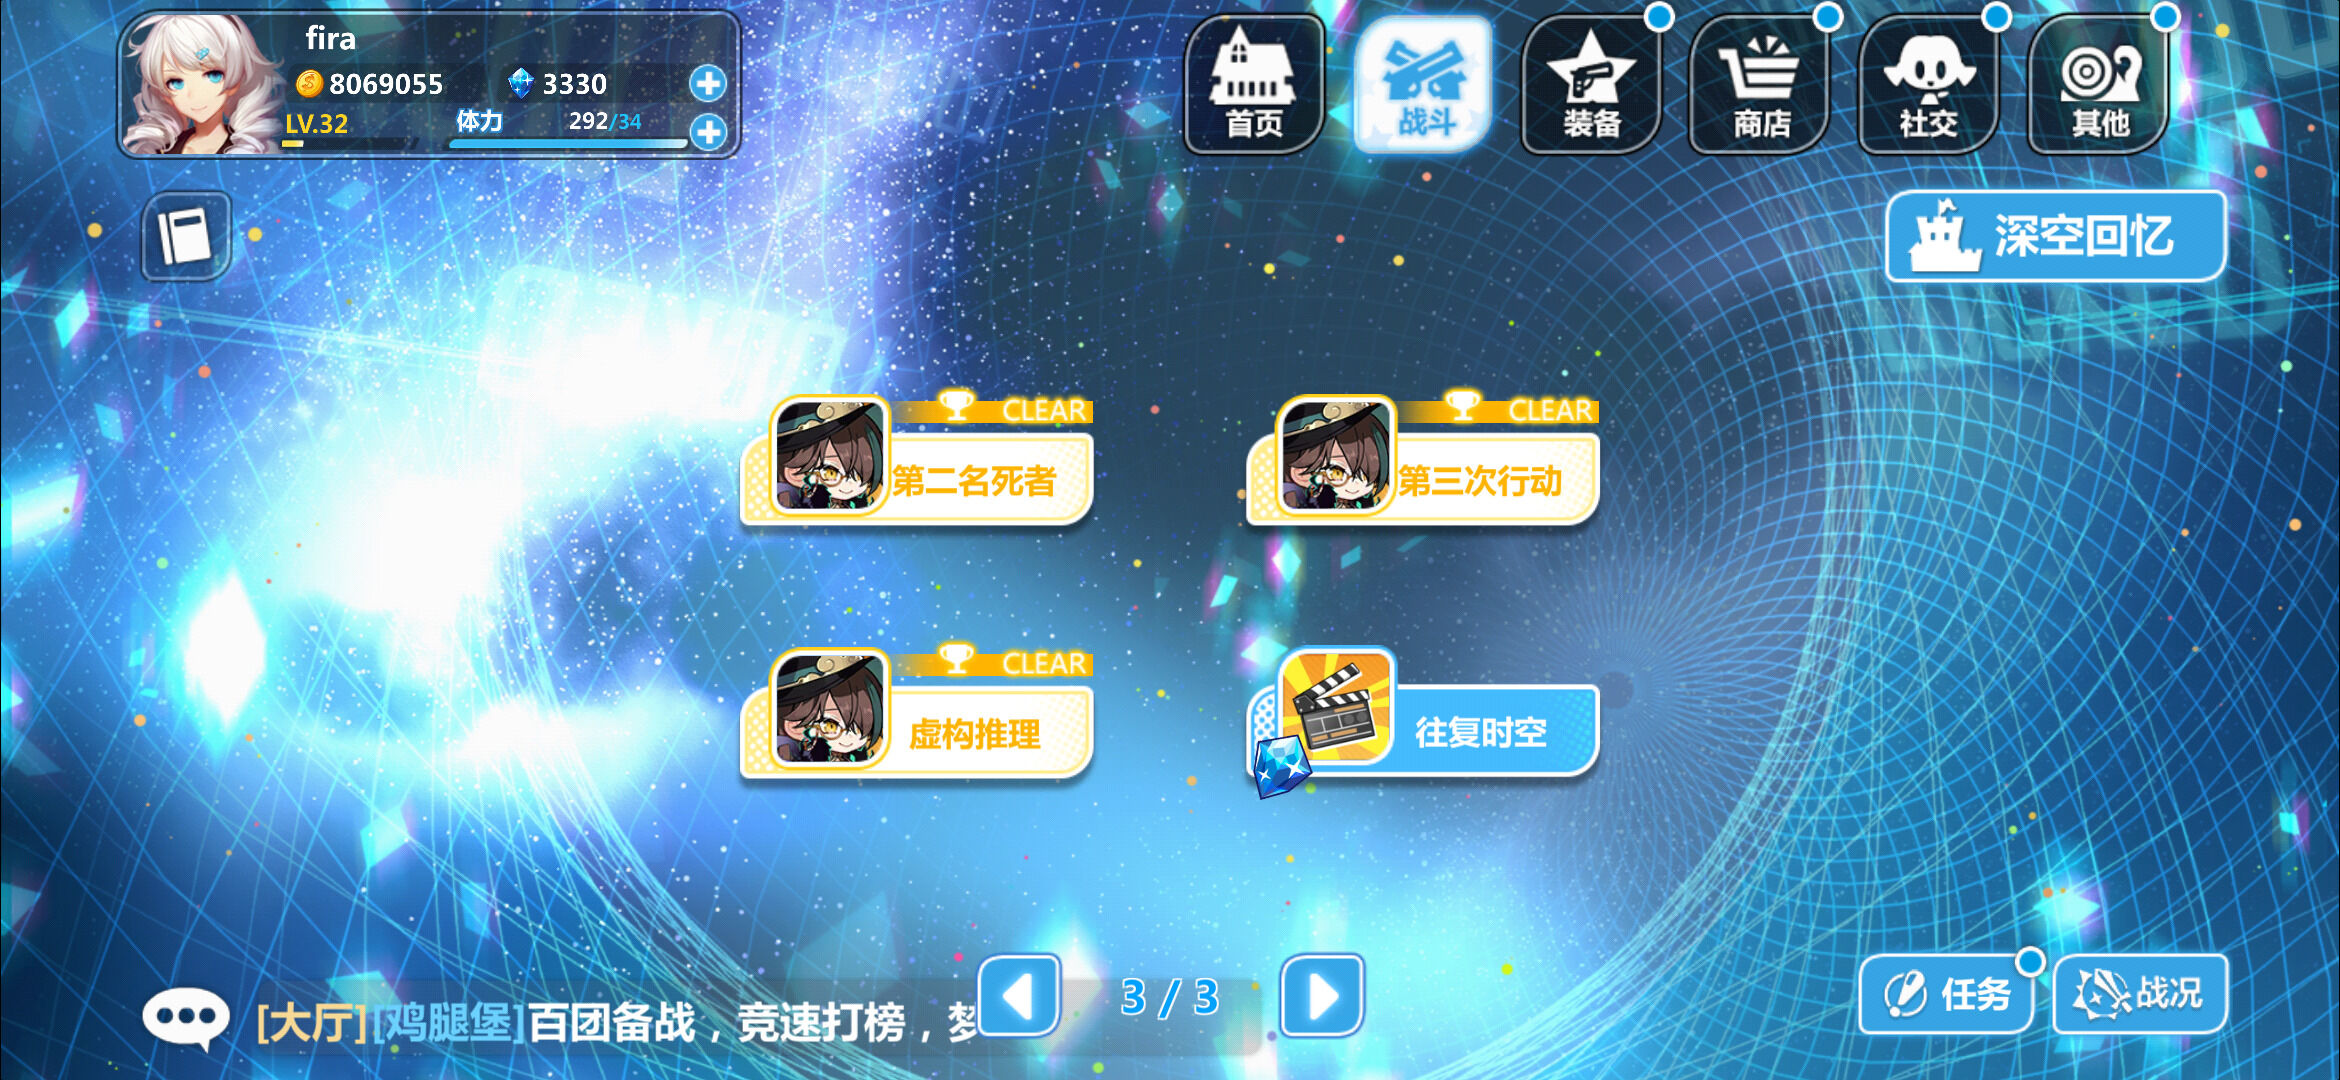 fira
8069055
3330
LV.32
体力
292/34
首页
战斗
装备
商店
社交
其他
深空回忆
CLEAR
第二名死者
CLEAR
第三次行动
CLEAR
虚构推理
往复时空
[大厅][鸡腿堡]百团备战，竞速打榜，梦
3/3
任务
战况